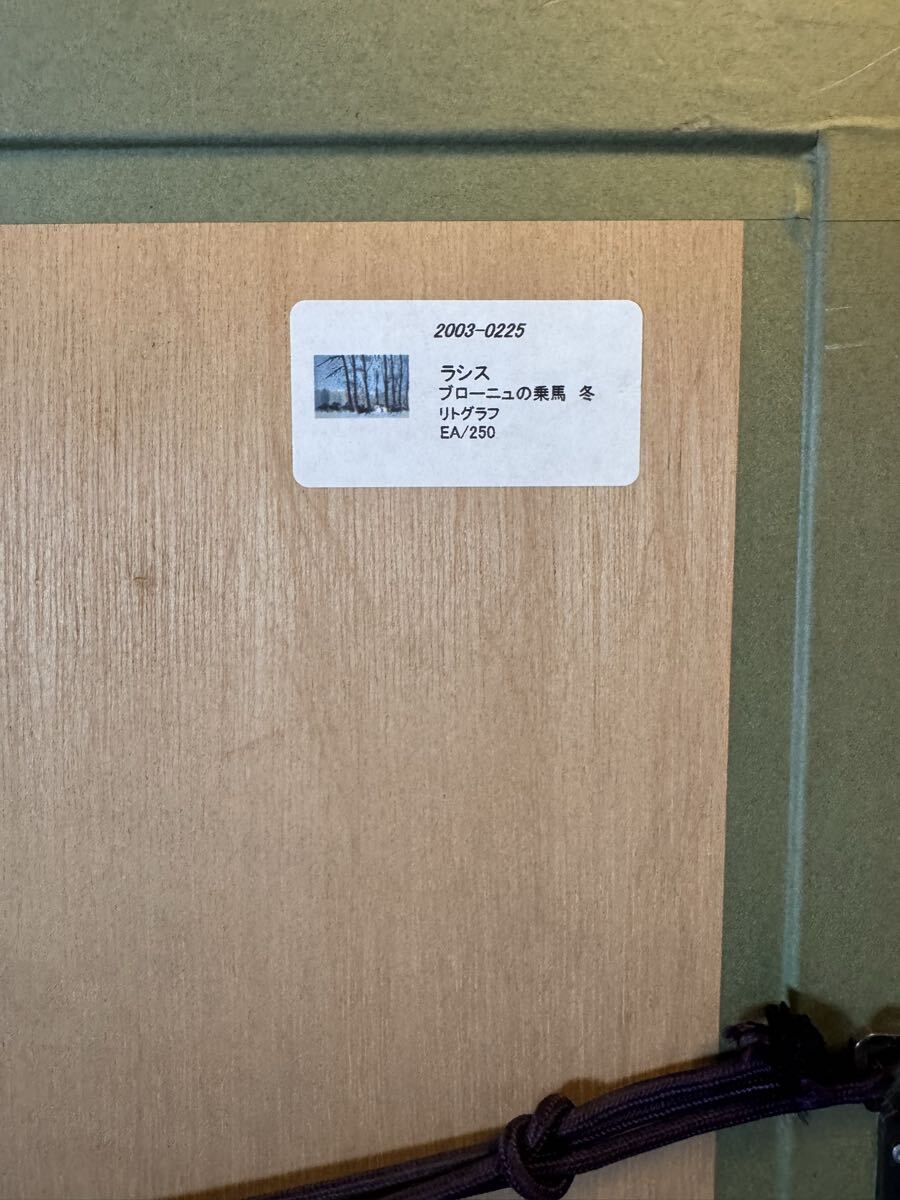 2003-0225
ラシス
ブローニュの乗馬　冬
リトグラフ
EA/250